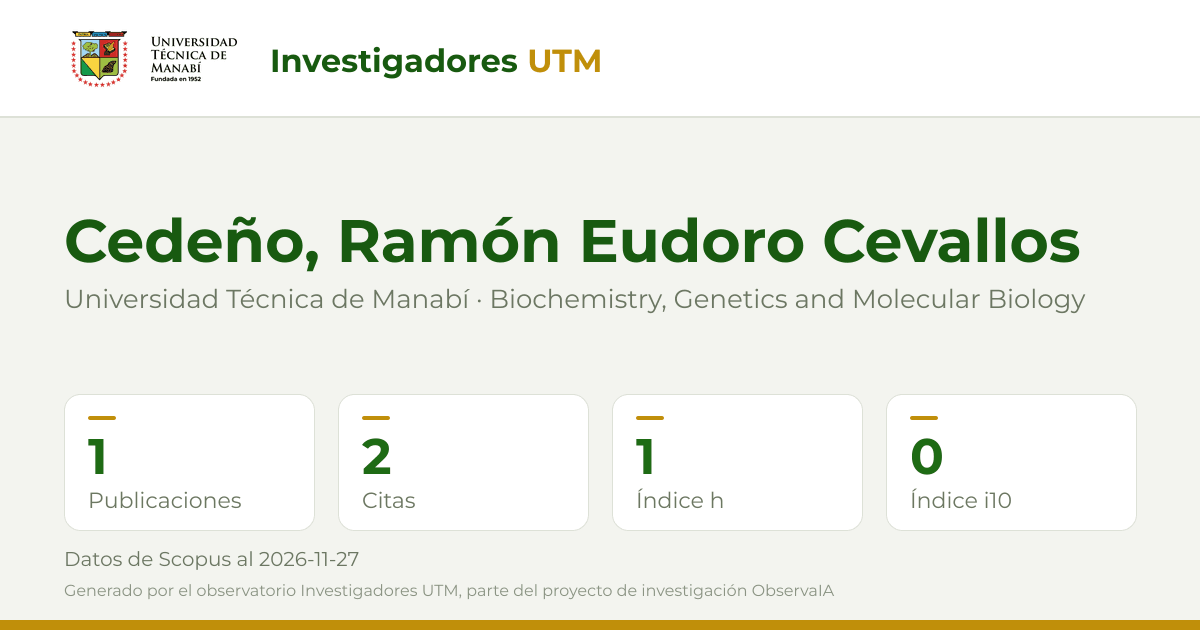 UNIVERSIDAD
TÉCNICA DE
MANABÍ
Fundada en 1952
Investigadores UTM
Cedeño, Ramón Eudoro Cevallos
Universidad Técnica de Manabí · Biochemistry, Genetics and Molecular Biology
1
Publicaciones
2
Citas
1
Índice h
0
Índice i10
Datos de Scopus al 2026-11-27
Generado por el observatorio Investigadores UTM, parte del proyecto de investigación ObservaIA